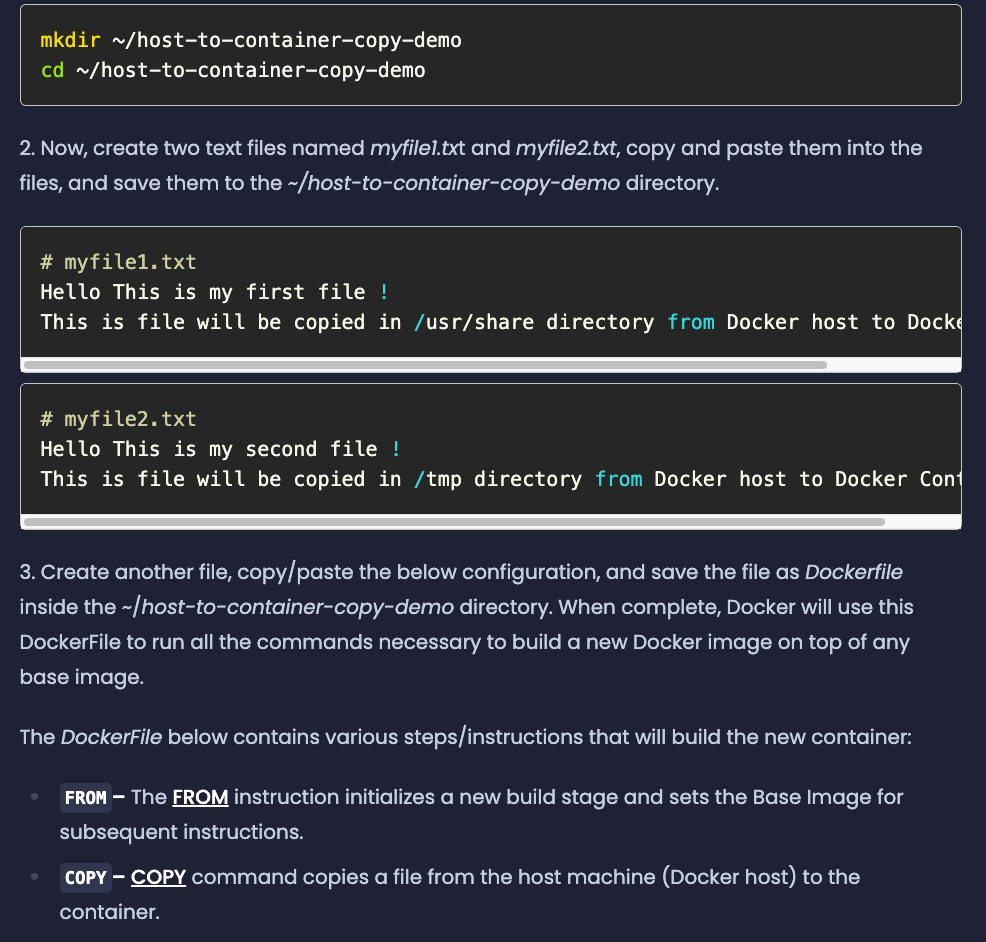 mkdir ~/host-to-container-copy-demo
cd ~/host-to-container-copy-demo
2. Now, create two text files named myfile1.txt and myfile2.txt, copy and paste them into the
files, and save them to the ~/host-to-container-copy-demo directory.
# myfile1.txt
Hello This is my first file !
This is file will be copied in /usr/share directory from Docker host to Docke
# myfile2.txt
Hello This is my second file !
This is file will be copied in /tmp directory from Docker host to Docker Cont
3. Create another file, copy/paste the below configuration, and save the file as Dockerfile
inside the ~/host-to-container-copy-demo directory. When complete, Docker will use this
DockerFile to run all the commands necessary to build a new Docker image on top of any
base image.
The DockerFile below contains various steps/instructions that will build the new container:
FROM – The FROM instruction initializes a new build stage and sets the Base Image for
subsequent instructions.
COPY – COPY command copies a file from the host machine (Docker host) to the
container.